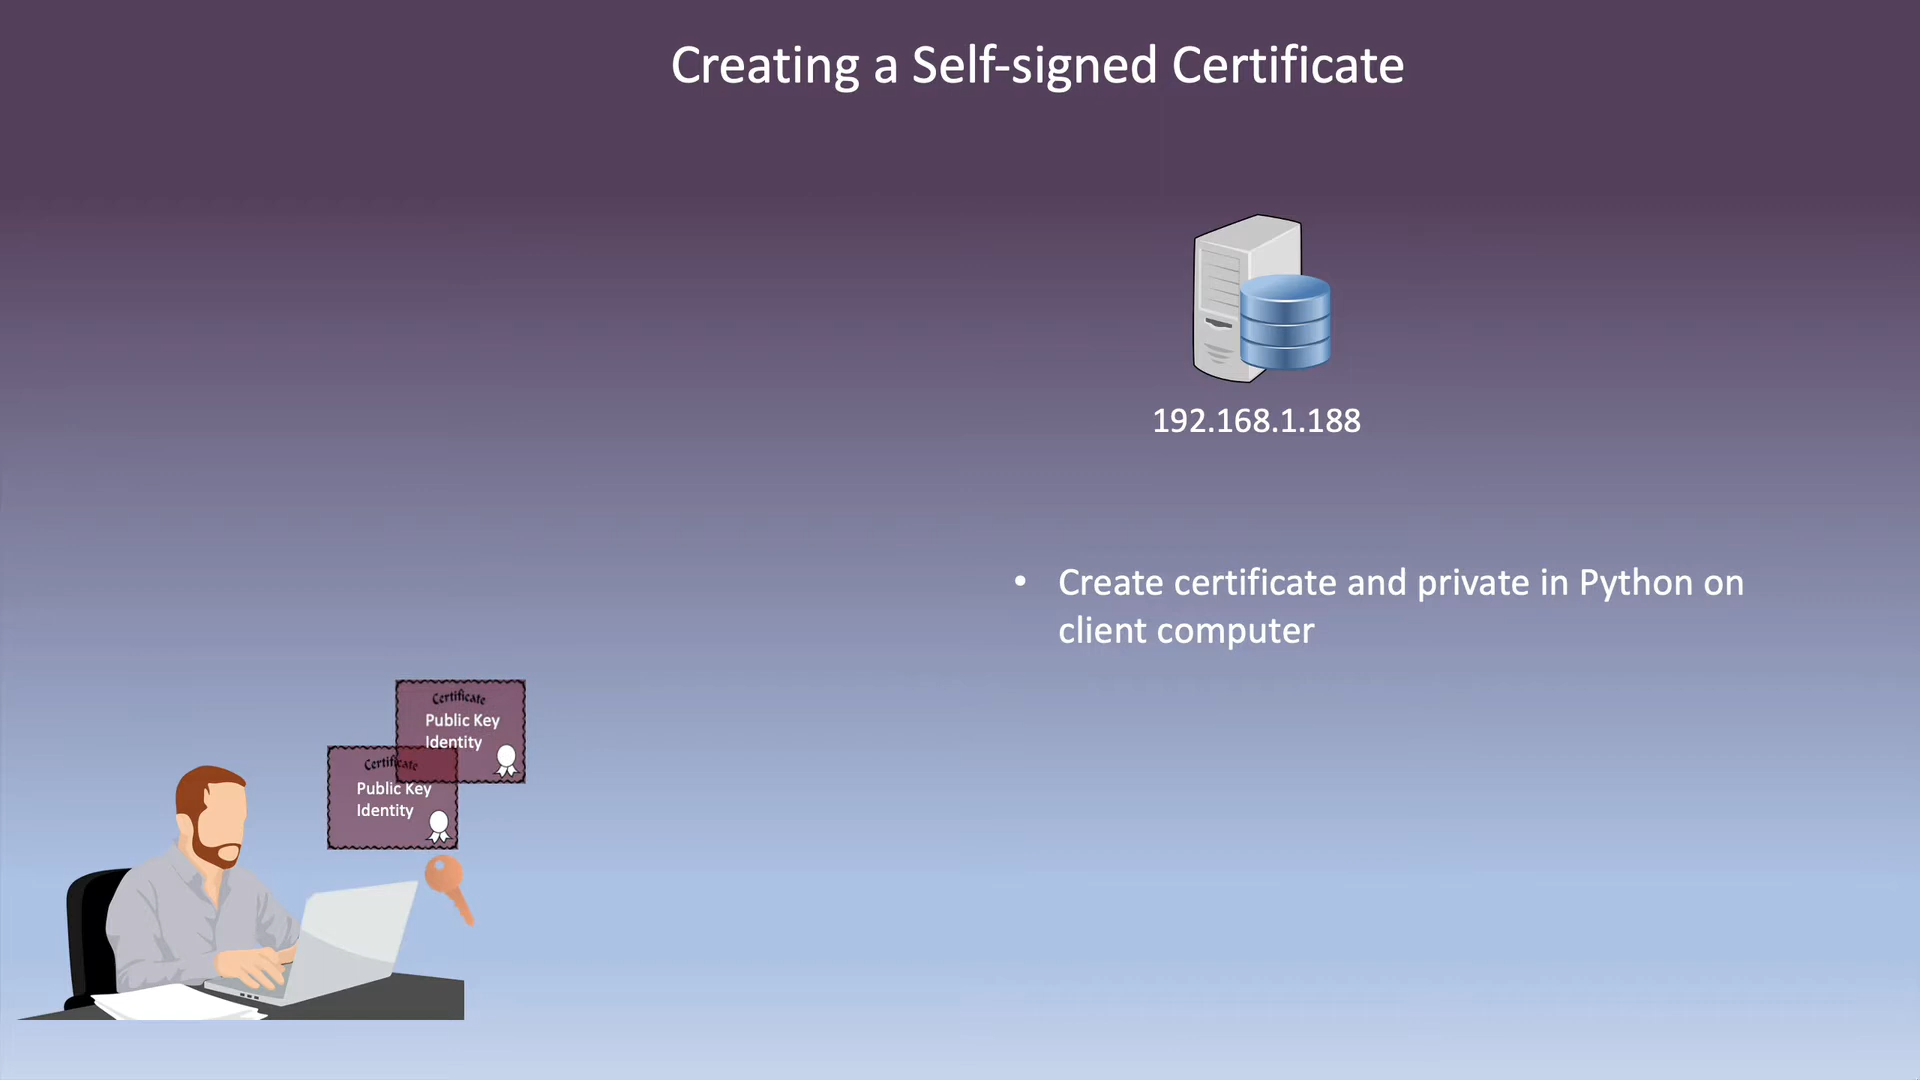 Creating a Self-signed Certificate
192.168.1.188
• Create certificate and private in Python on
client computer
Certificate
Public Key
Identity
Certificate
Public Key
Identity